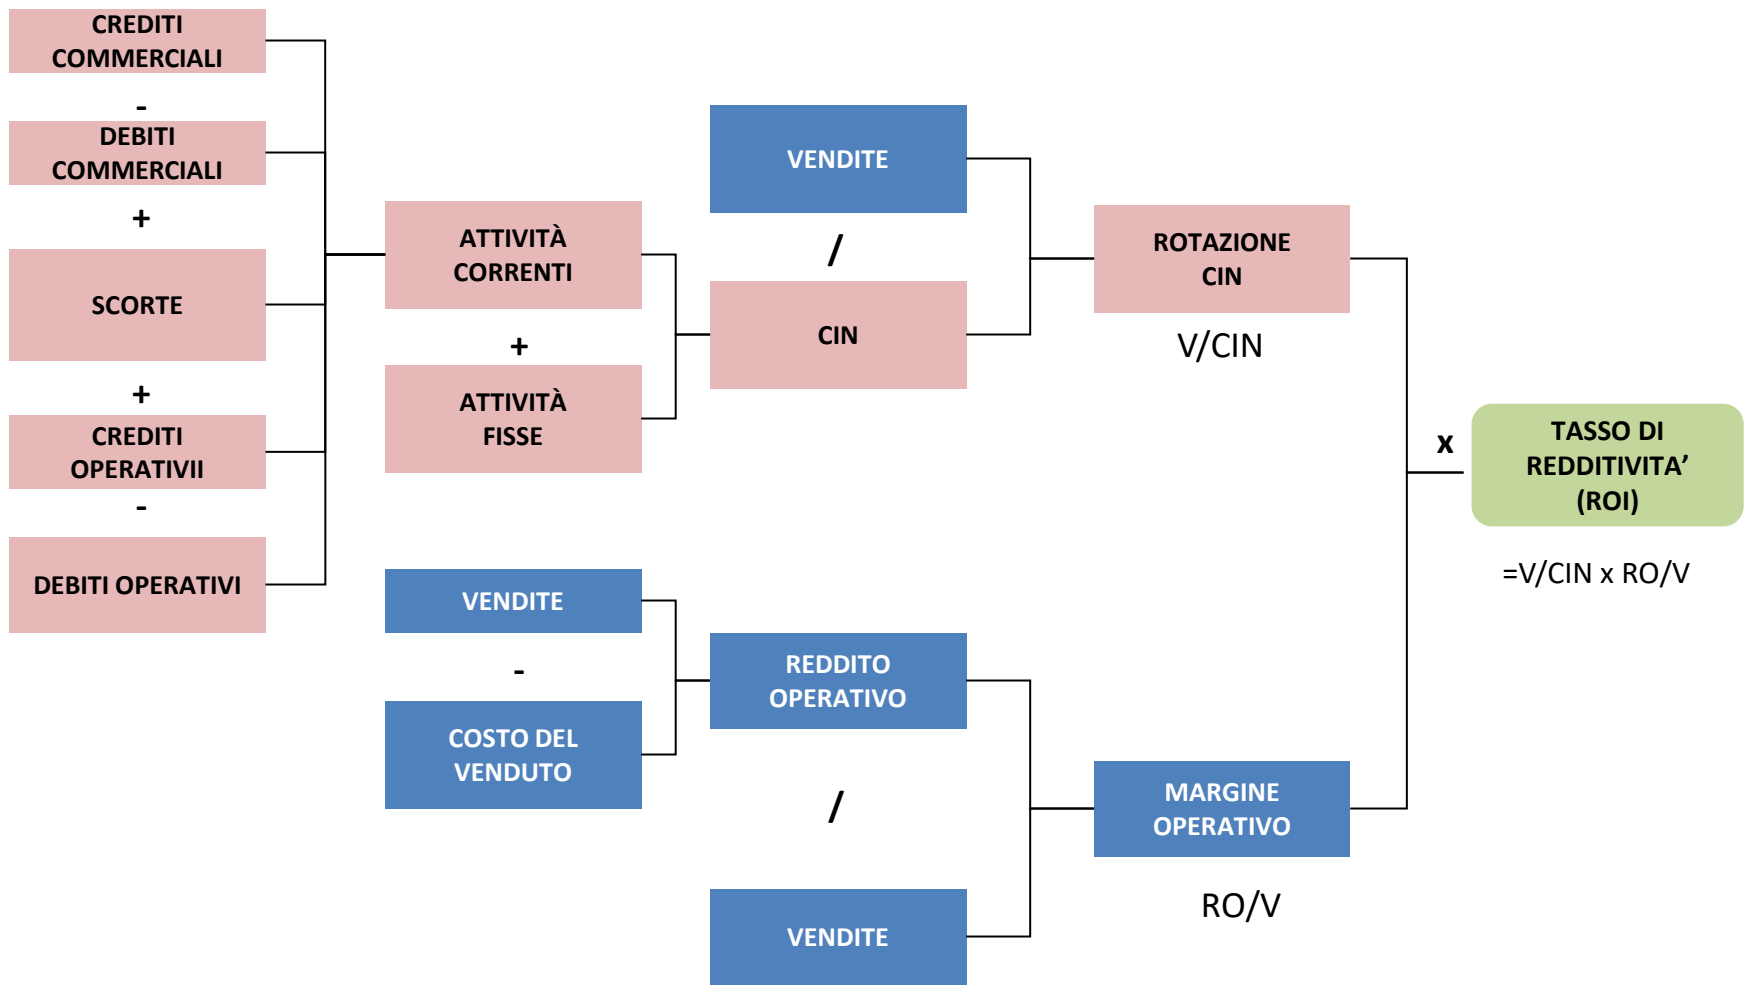 CREDITI
COMMERCIALI
-
DEBITI
COMMERCIALI
+
SCORTE
+
CREDITI
OPERATIVII
-
DEBITI OPERATIVI
ATTIVITÀ
CORRENTI
+
ATTIVITÀ
FISSE
VENDITE
-
COSTO DEL
VENDUTO
VENDITE
/
CIN
REDDITO
OPERATIVO
/
VENDITE
ROTAZIONE
CIN
V/CIN
MARGINE
OPERATIVO
RO/V
x
TASSO DI
REDDITIVITA’
(ROI)
=V/CIN x RO/V